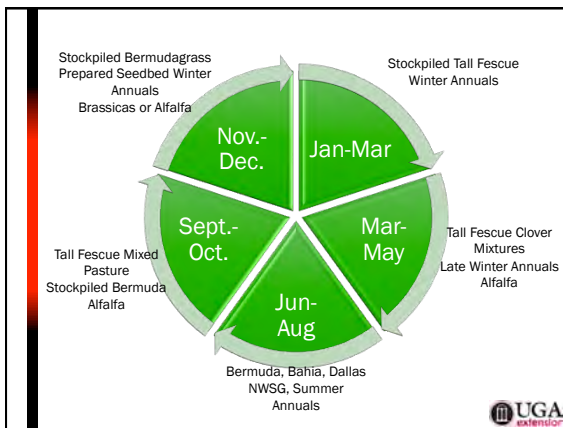 Stockpiled Bermudagrass
Prepared Seedbed Winter
Annuals
Brassicas or Alfalfa
Stockpiled Tall Fescue
Winter Annuals
Nov.-
Dec.
Jan-Mar
Sept.-
Oct.
Mar-
May
Jun-
Aug
Tall Fescue Mixed
Pasture
Stockpiled Bermuda
Alfalfa
Tall Fescue Clover
Mixtures
Late Winter Annuals
Alfalfa
Bermuda, Bahia, Dallas
NWSG, Summer
Annuals
UGA
extension